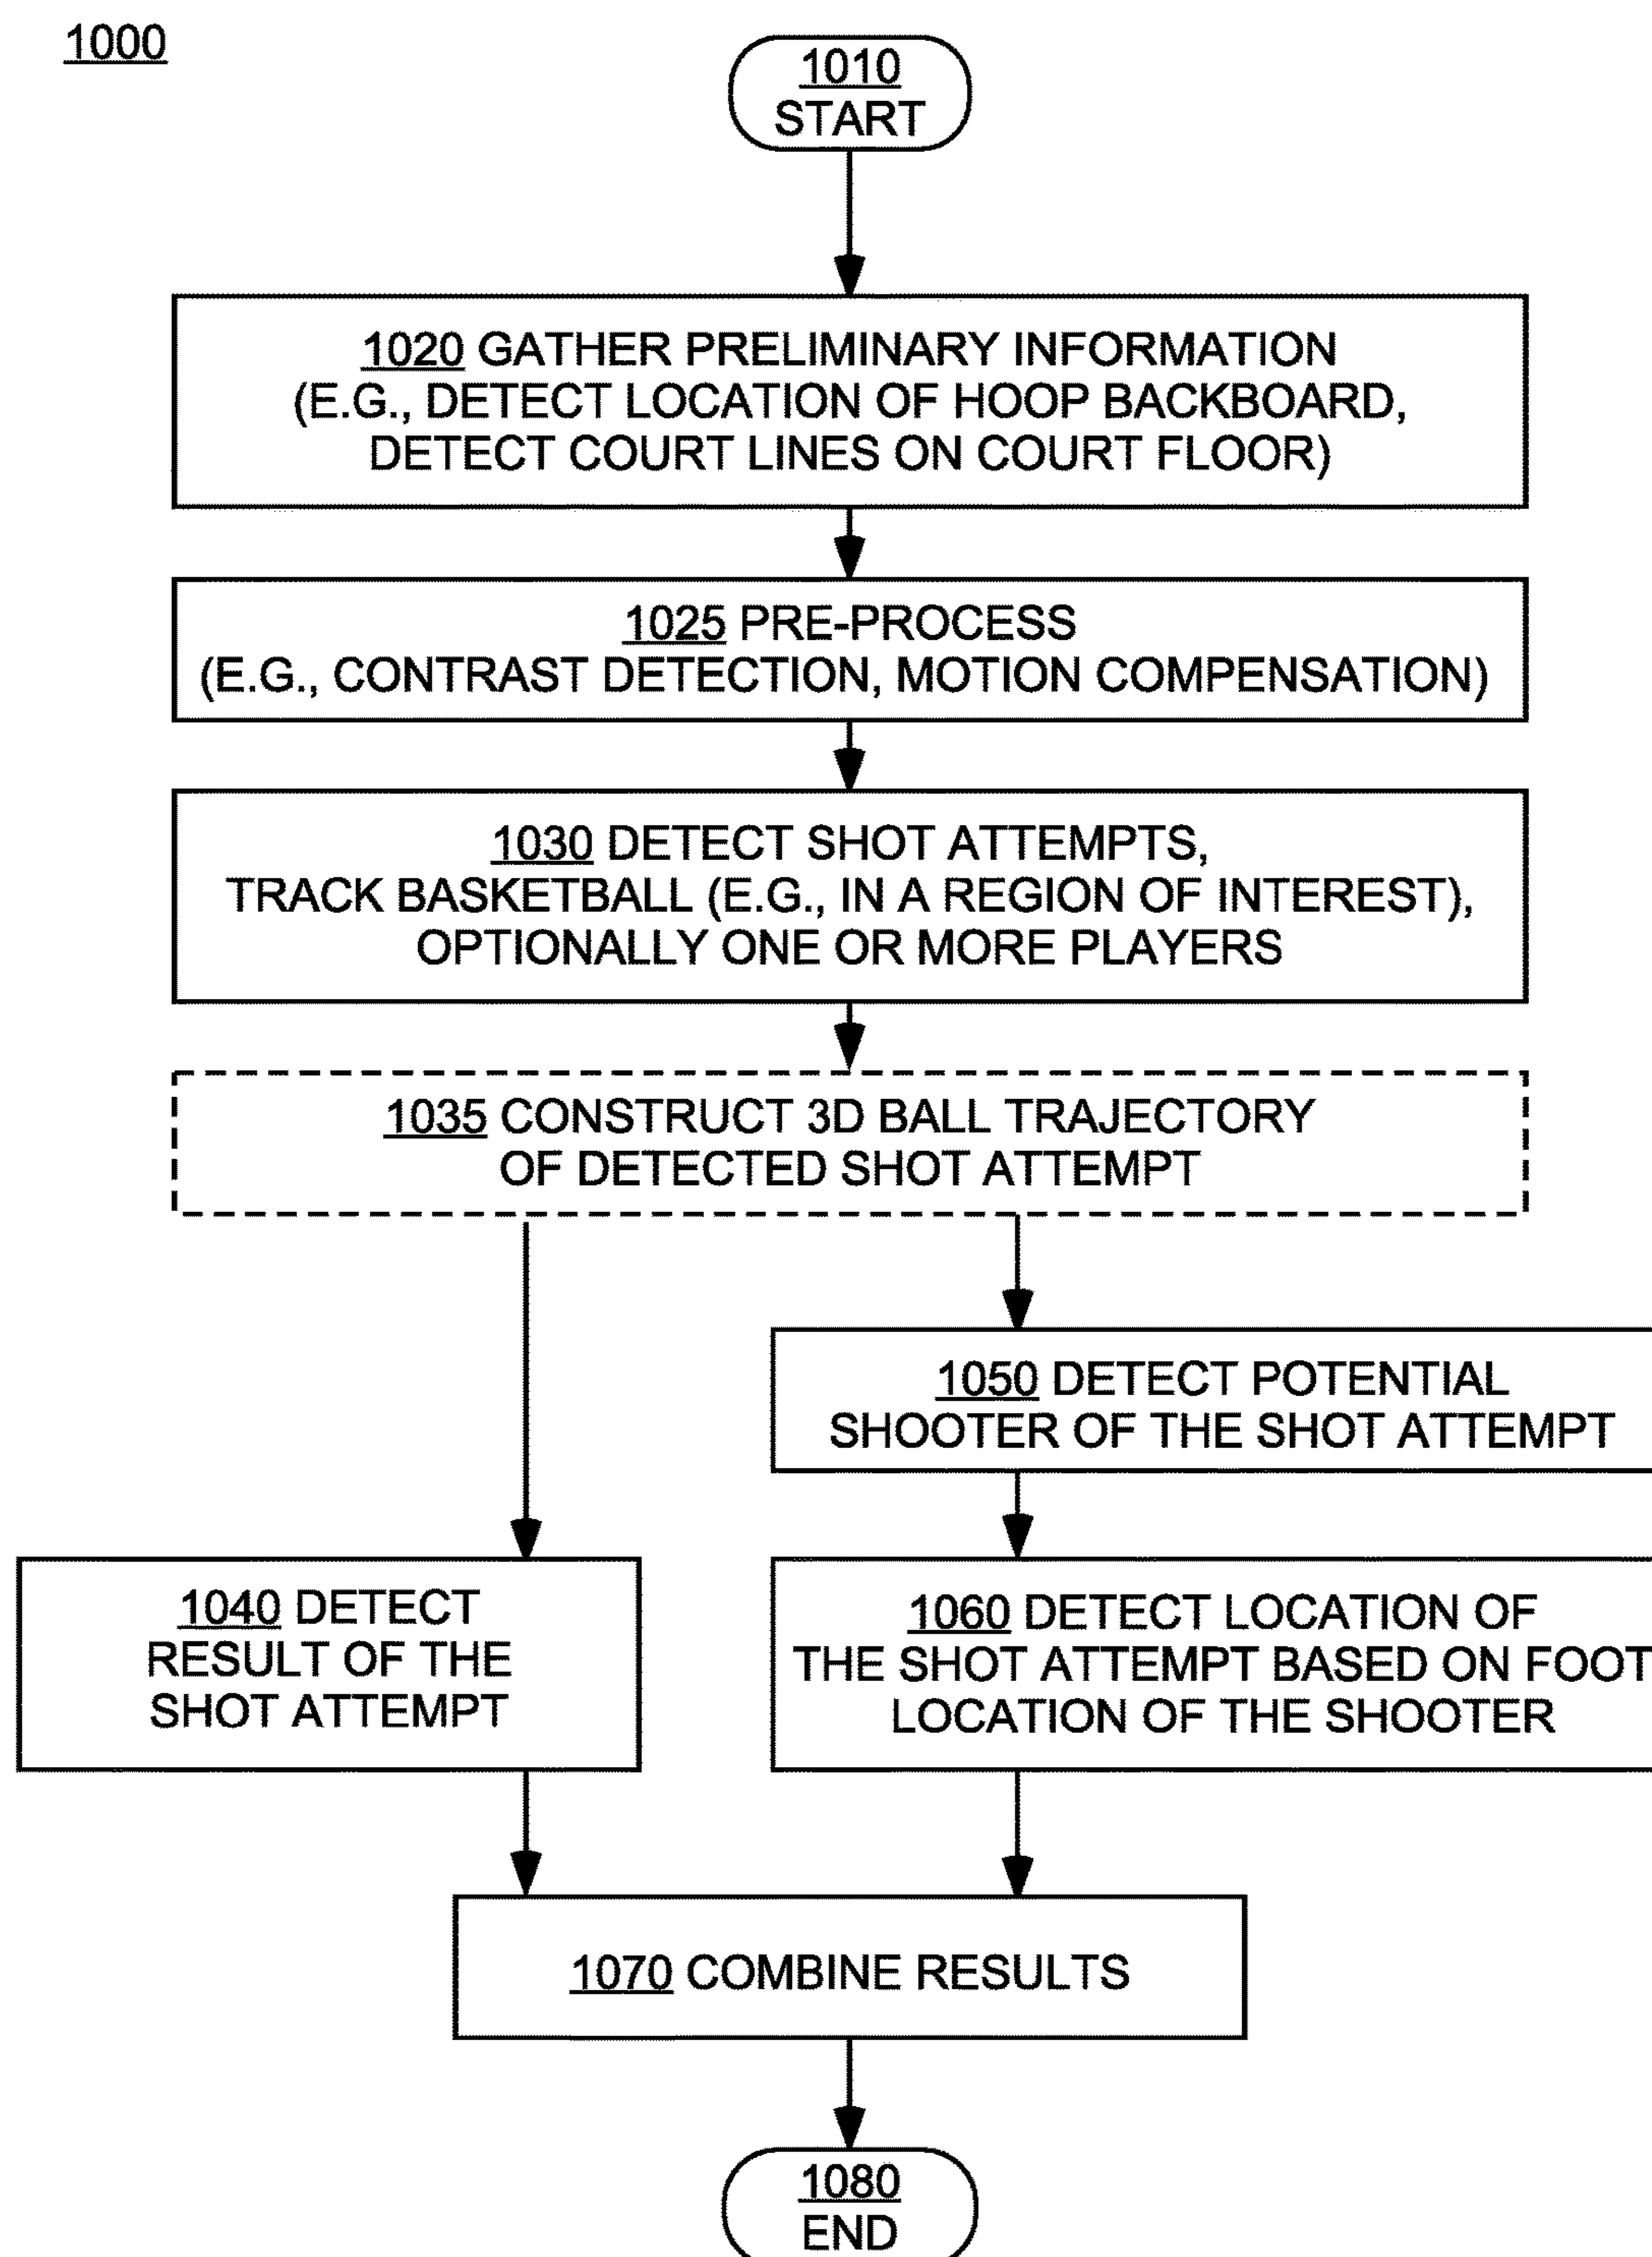 1000
1010
START
1020 GATHER PRELIMINARY INFORMATION
(E.G., DETECT LOCATION OF HOOP BACKBOARD,
DETECT COURT LINES ON COURT FLOOR)
1025 PRE-PROCESS
(E.G., CONTRAST DETECTION, MOTION COMPENSATION)
1030 DETECT SHOT ATTEMPTS,
TRACK BASKETBALL (E.G., IN A REGION OF INTEREST),
OPTIONALLY ONE OR MORE PLAYERS
1035 CONSTRUCT 3D BALL TRAJECTORY
OF DETECTED SHOT ATTEMPT
1050 DETECT POTENTIAL
SHOOTER OF THE SHOT ATTEMPT
1040 DETECT
RESULT OF THE
SHOT ATTEMPT
1060 DETECT LOCATION OF
THE SHOT ATTEMPT BASED ON FOOT
LOCATION OF THE SHOOTER
1070 COMBINE RESULTS
1080
END